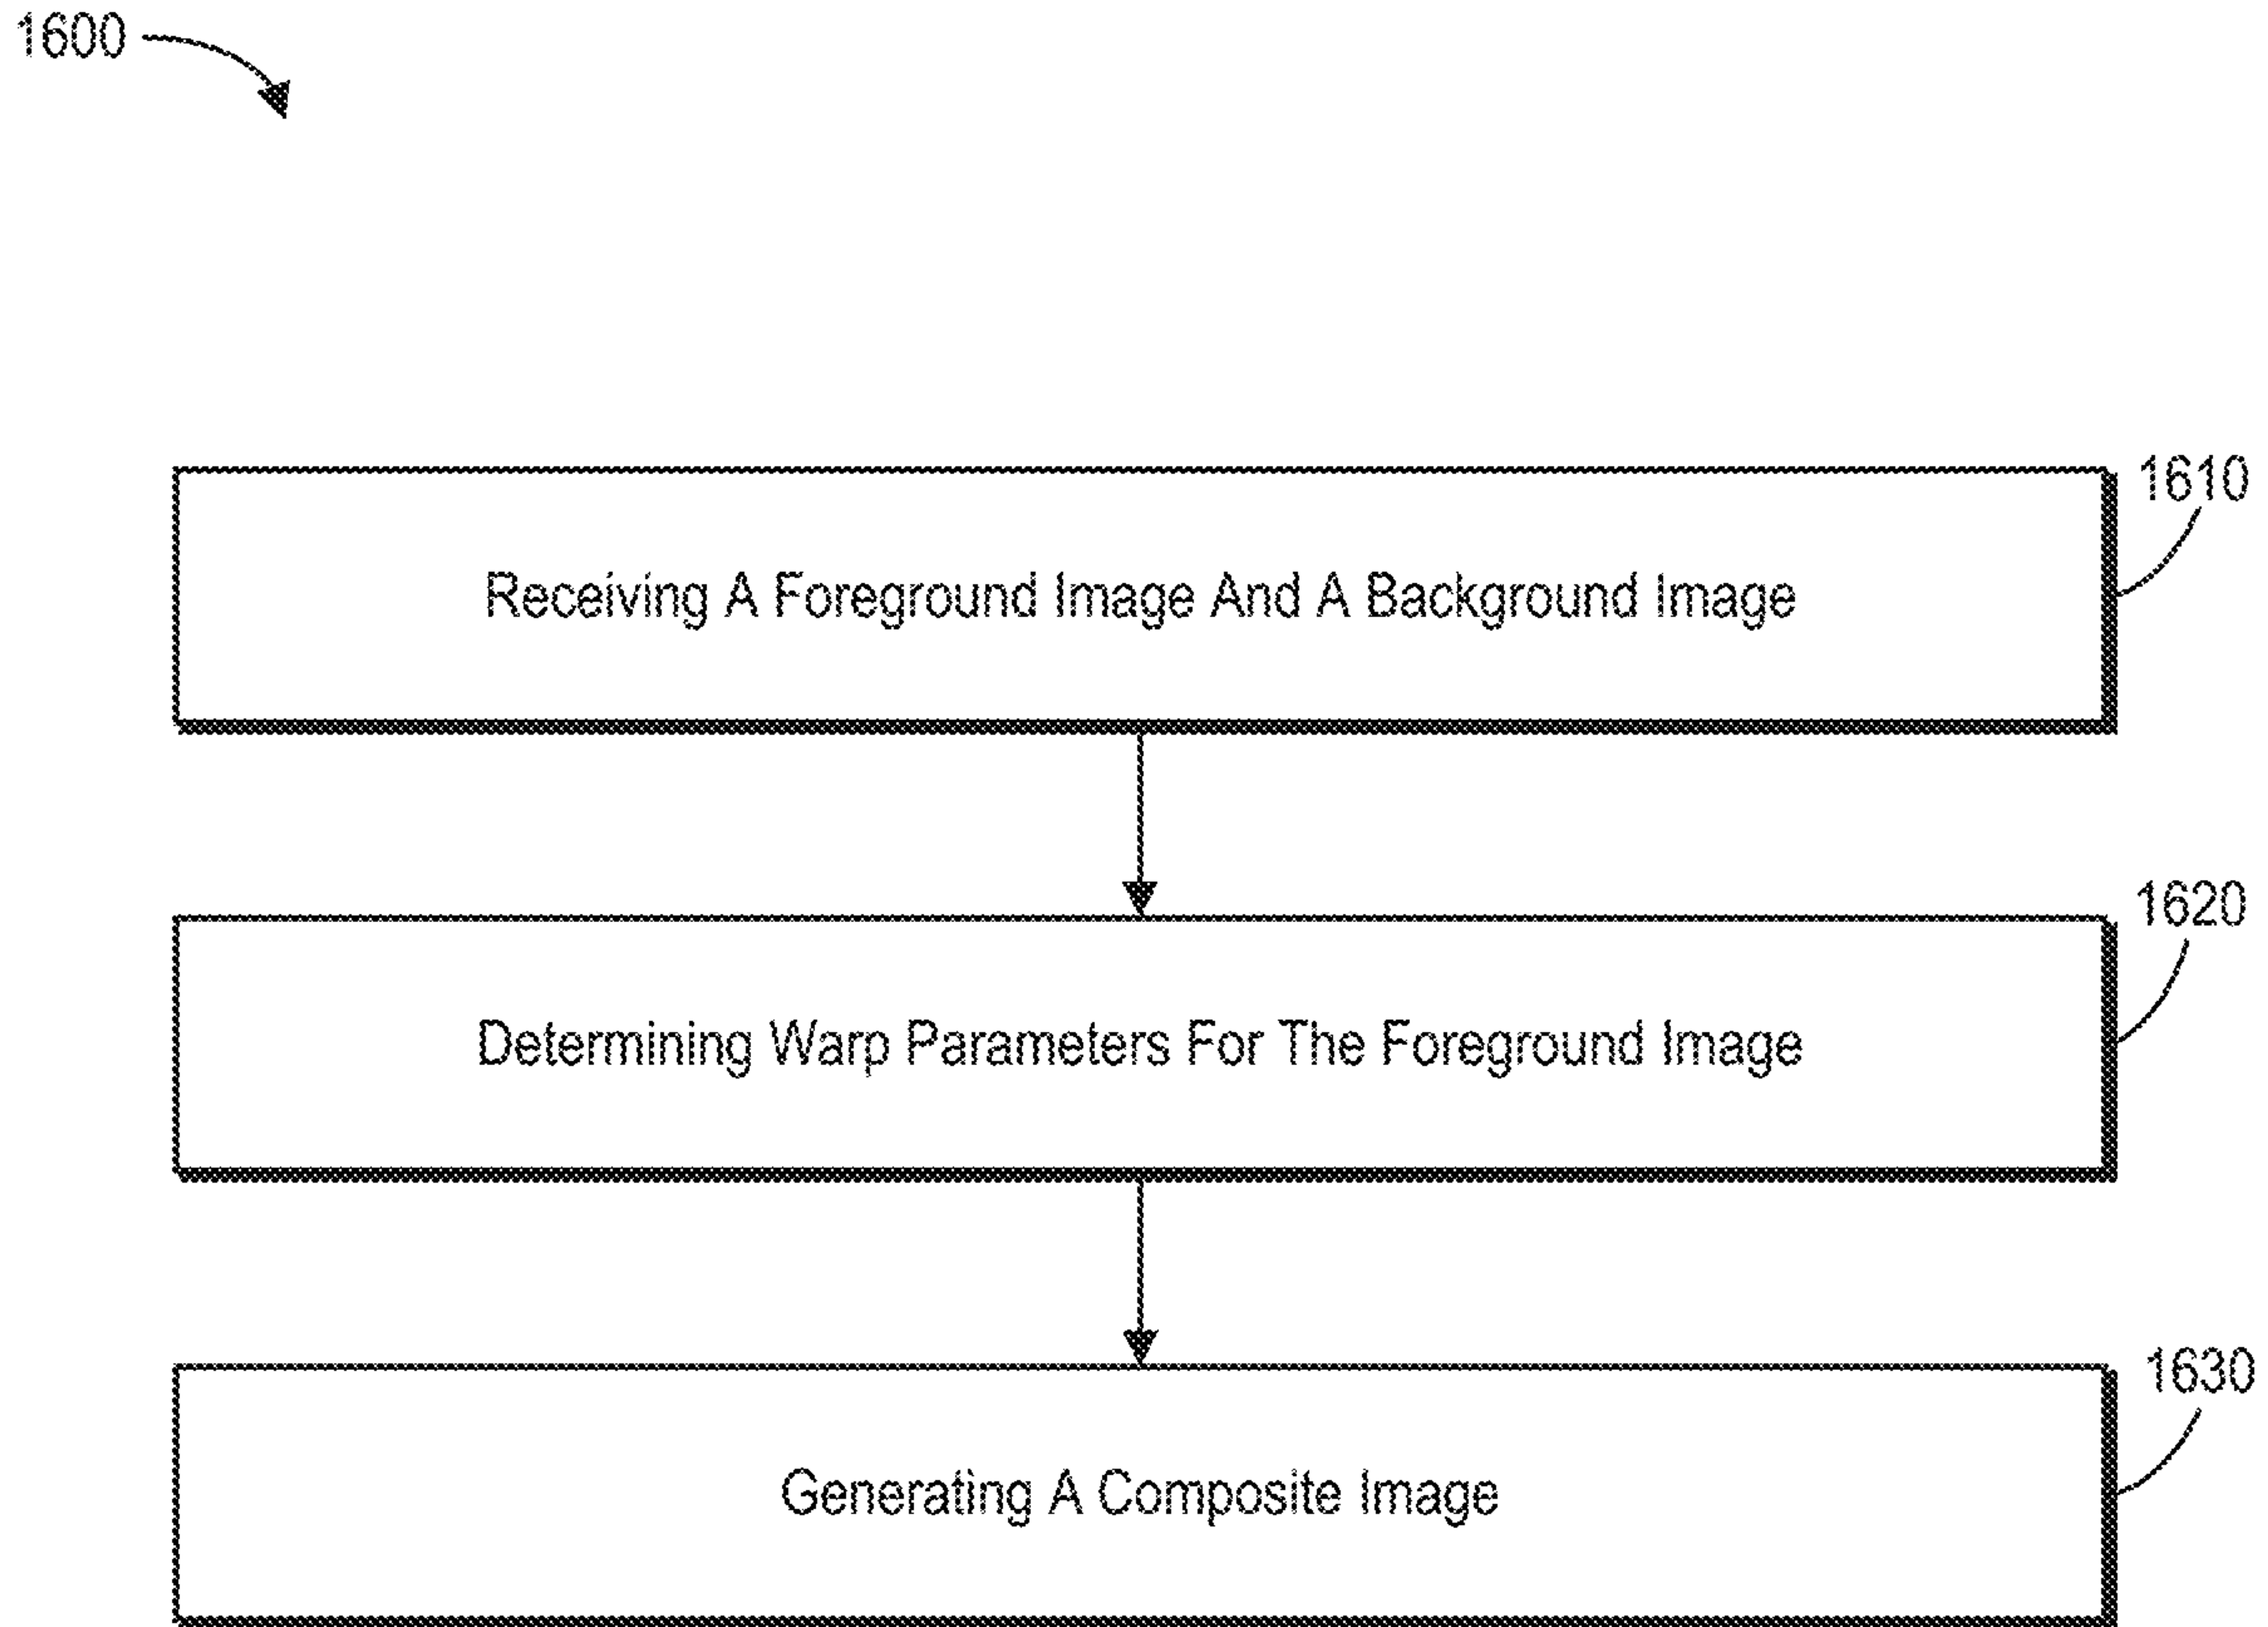 1600
1610
Receiving A Foreground Image And A Background Image
1620
Determining Warp Parameters For The Foreground Image
1630
Generating A Composite Image